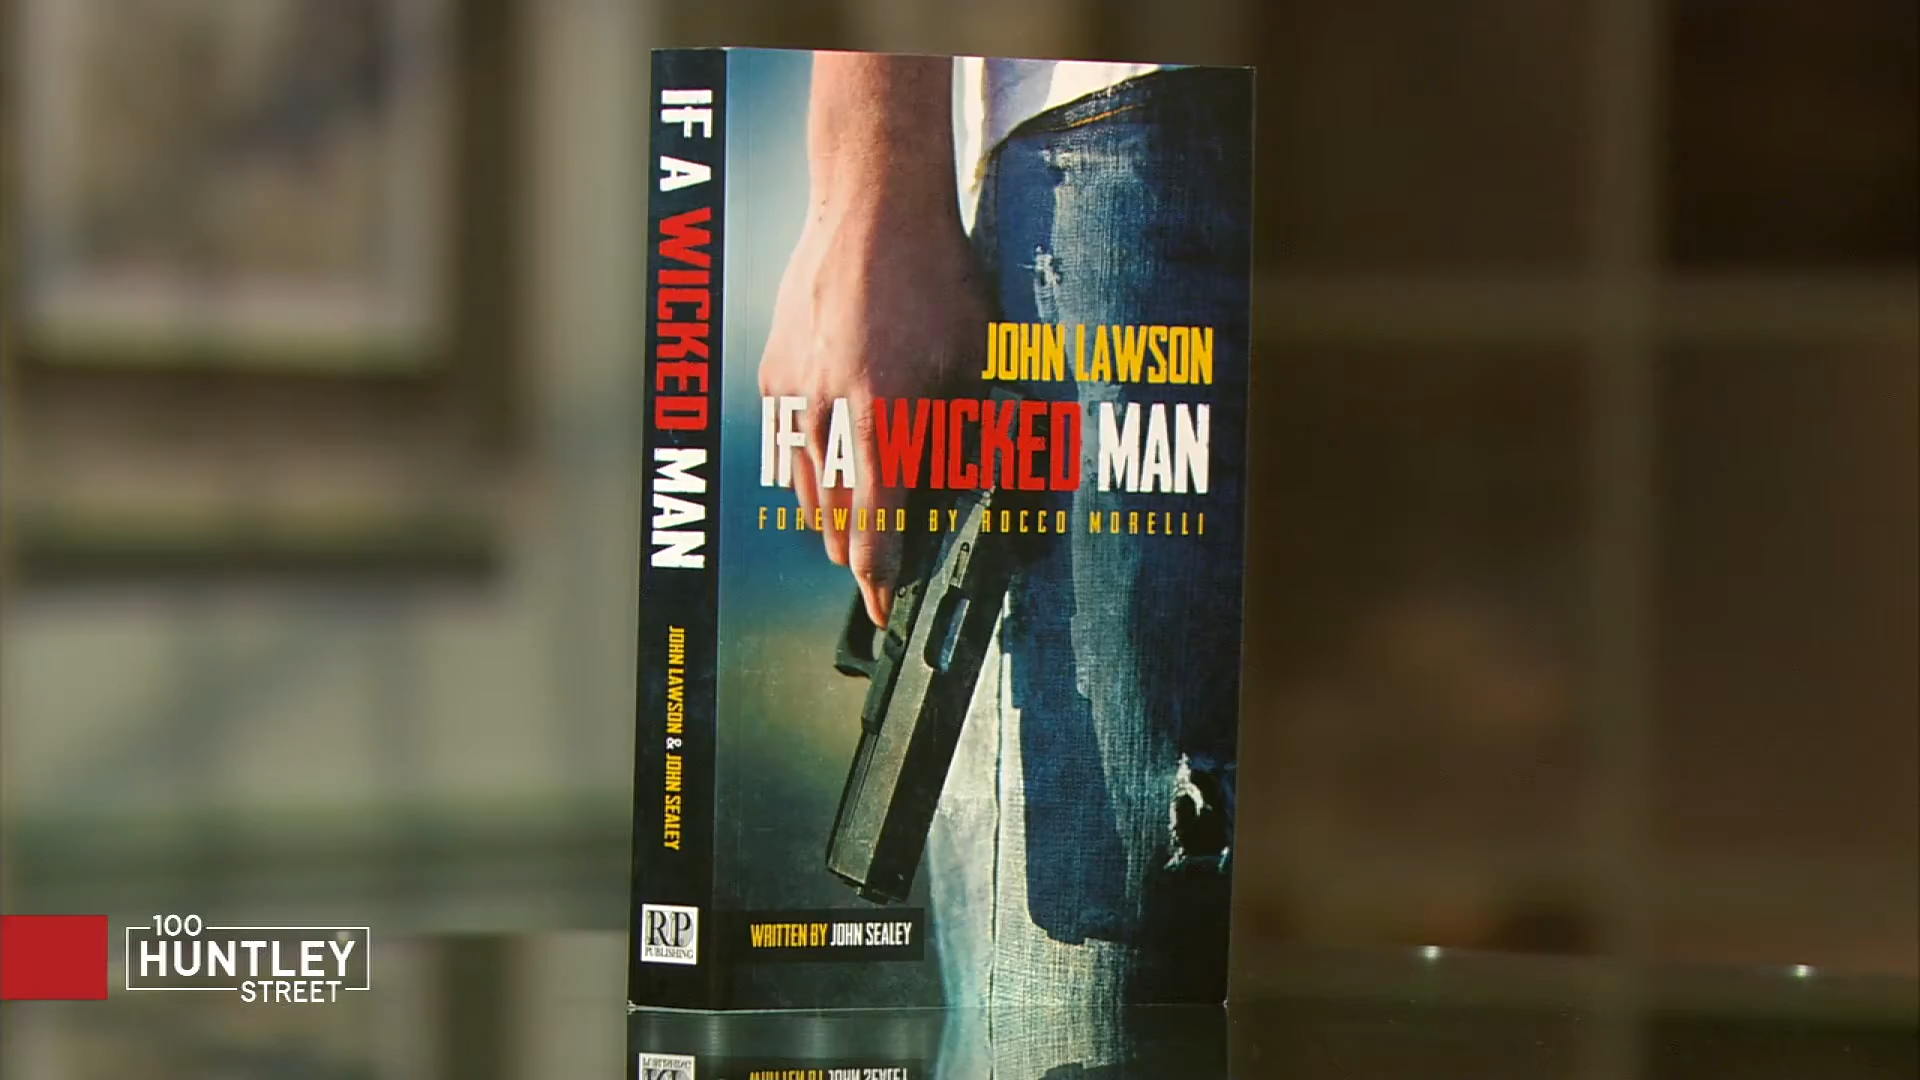 IF A WICKED MAN
JOHN LAWSON & JOHN SEALEY
RP
PUBLISHING
JOHN LAWSON
IF A WICKED MAN
FOREWORD BY ROCCO MORELLI
WRITTEN BY JOHN SEALEY
100
HUNTLEY
STREET